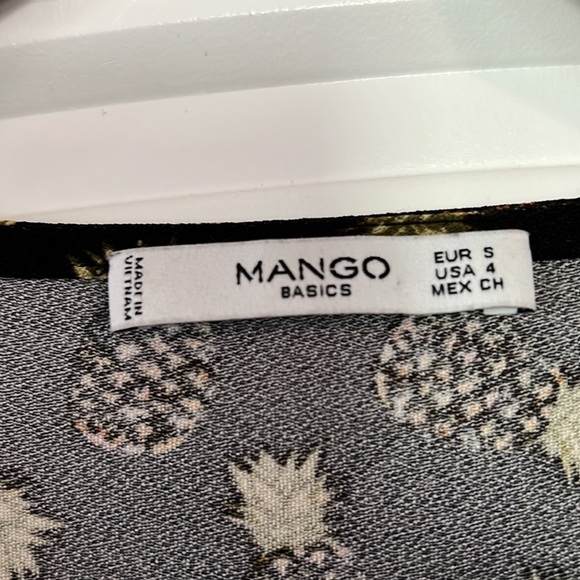 MADE IN
VIETNAM
MANGO
BASICS
EUR S
USA 4
MEX CH